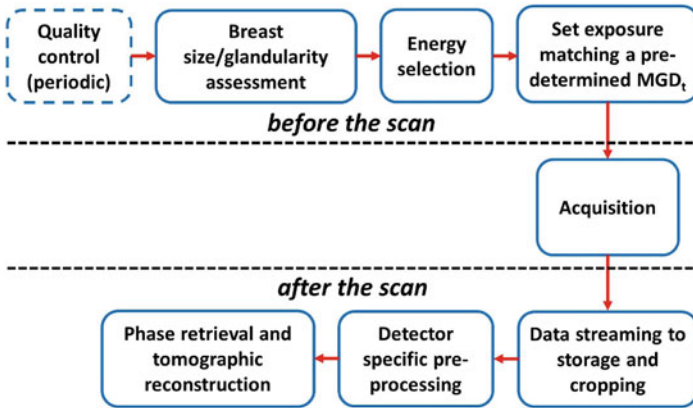 Quality
control
(periodic)
Breast
size/glandularity
assessment
Energy
selection
Set exposure
matching a pre-
determined MGDt
before the scan
Acquisition
after the scan
Data streaming to
storage and
cropping
Detector
specific pre-
processing
Phase retrieval and
tomographic
reconstruction